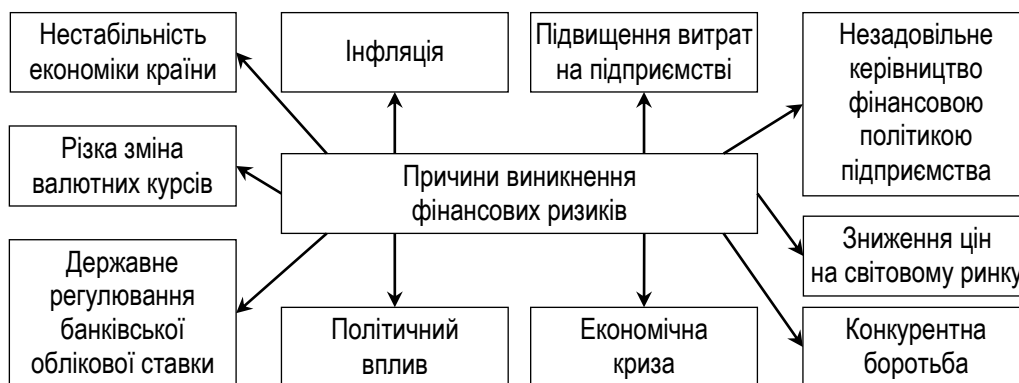 Нестабільність
економіки країни
Інфляція
Підвищення витрат
на підприємстві
Незадовільне
керівництво
фінансовою
політикою
підприємства
Різка зміна
валютних курсів
Причини виникнення
фінансових ризиків
Зниження цін
на світовому ринку
Державне
регулювання
банківської
облікової ставки
Політичний
вплив
Економічна
криза
Конкурентна
боротьба